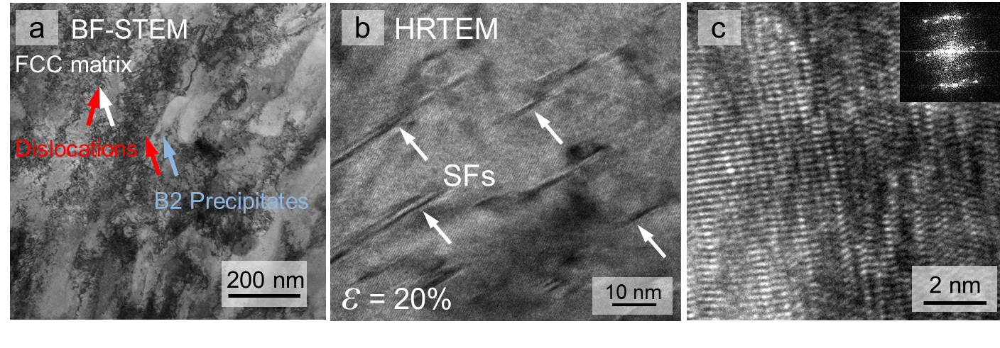 a BF-STEM
FCC matrix
Dislocations
B2 Precipitates
200 nm
b HRTEM
SFs
ε = 20%
10 nm
c
2 nm